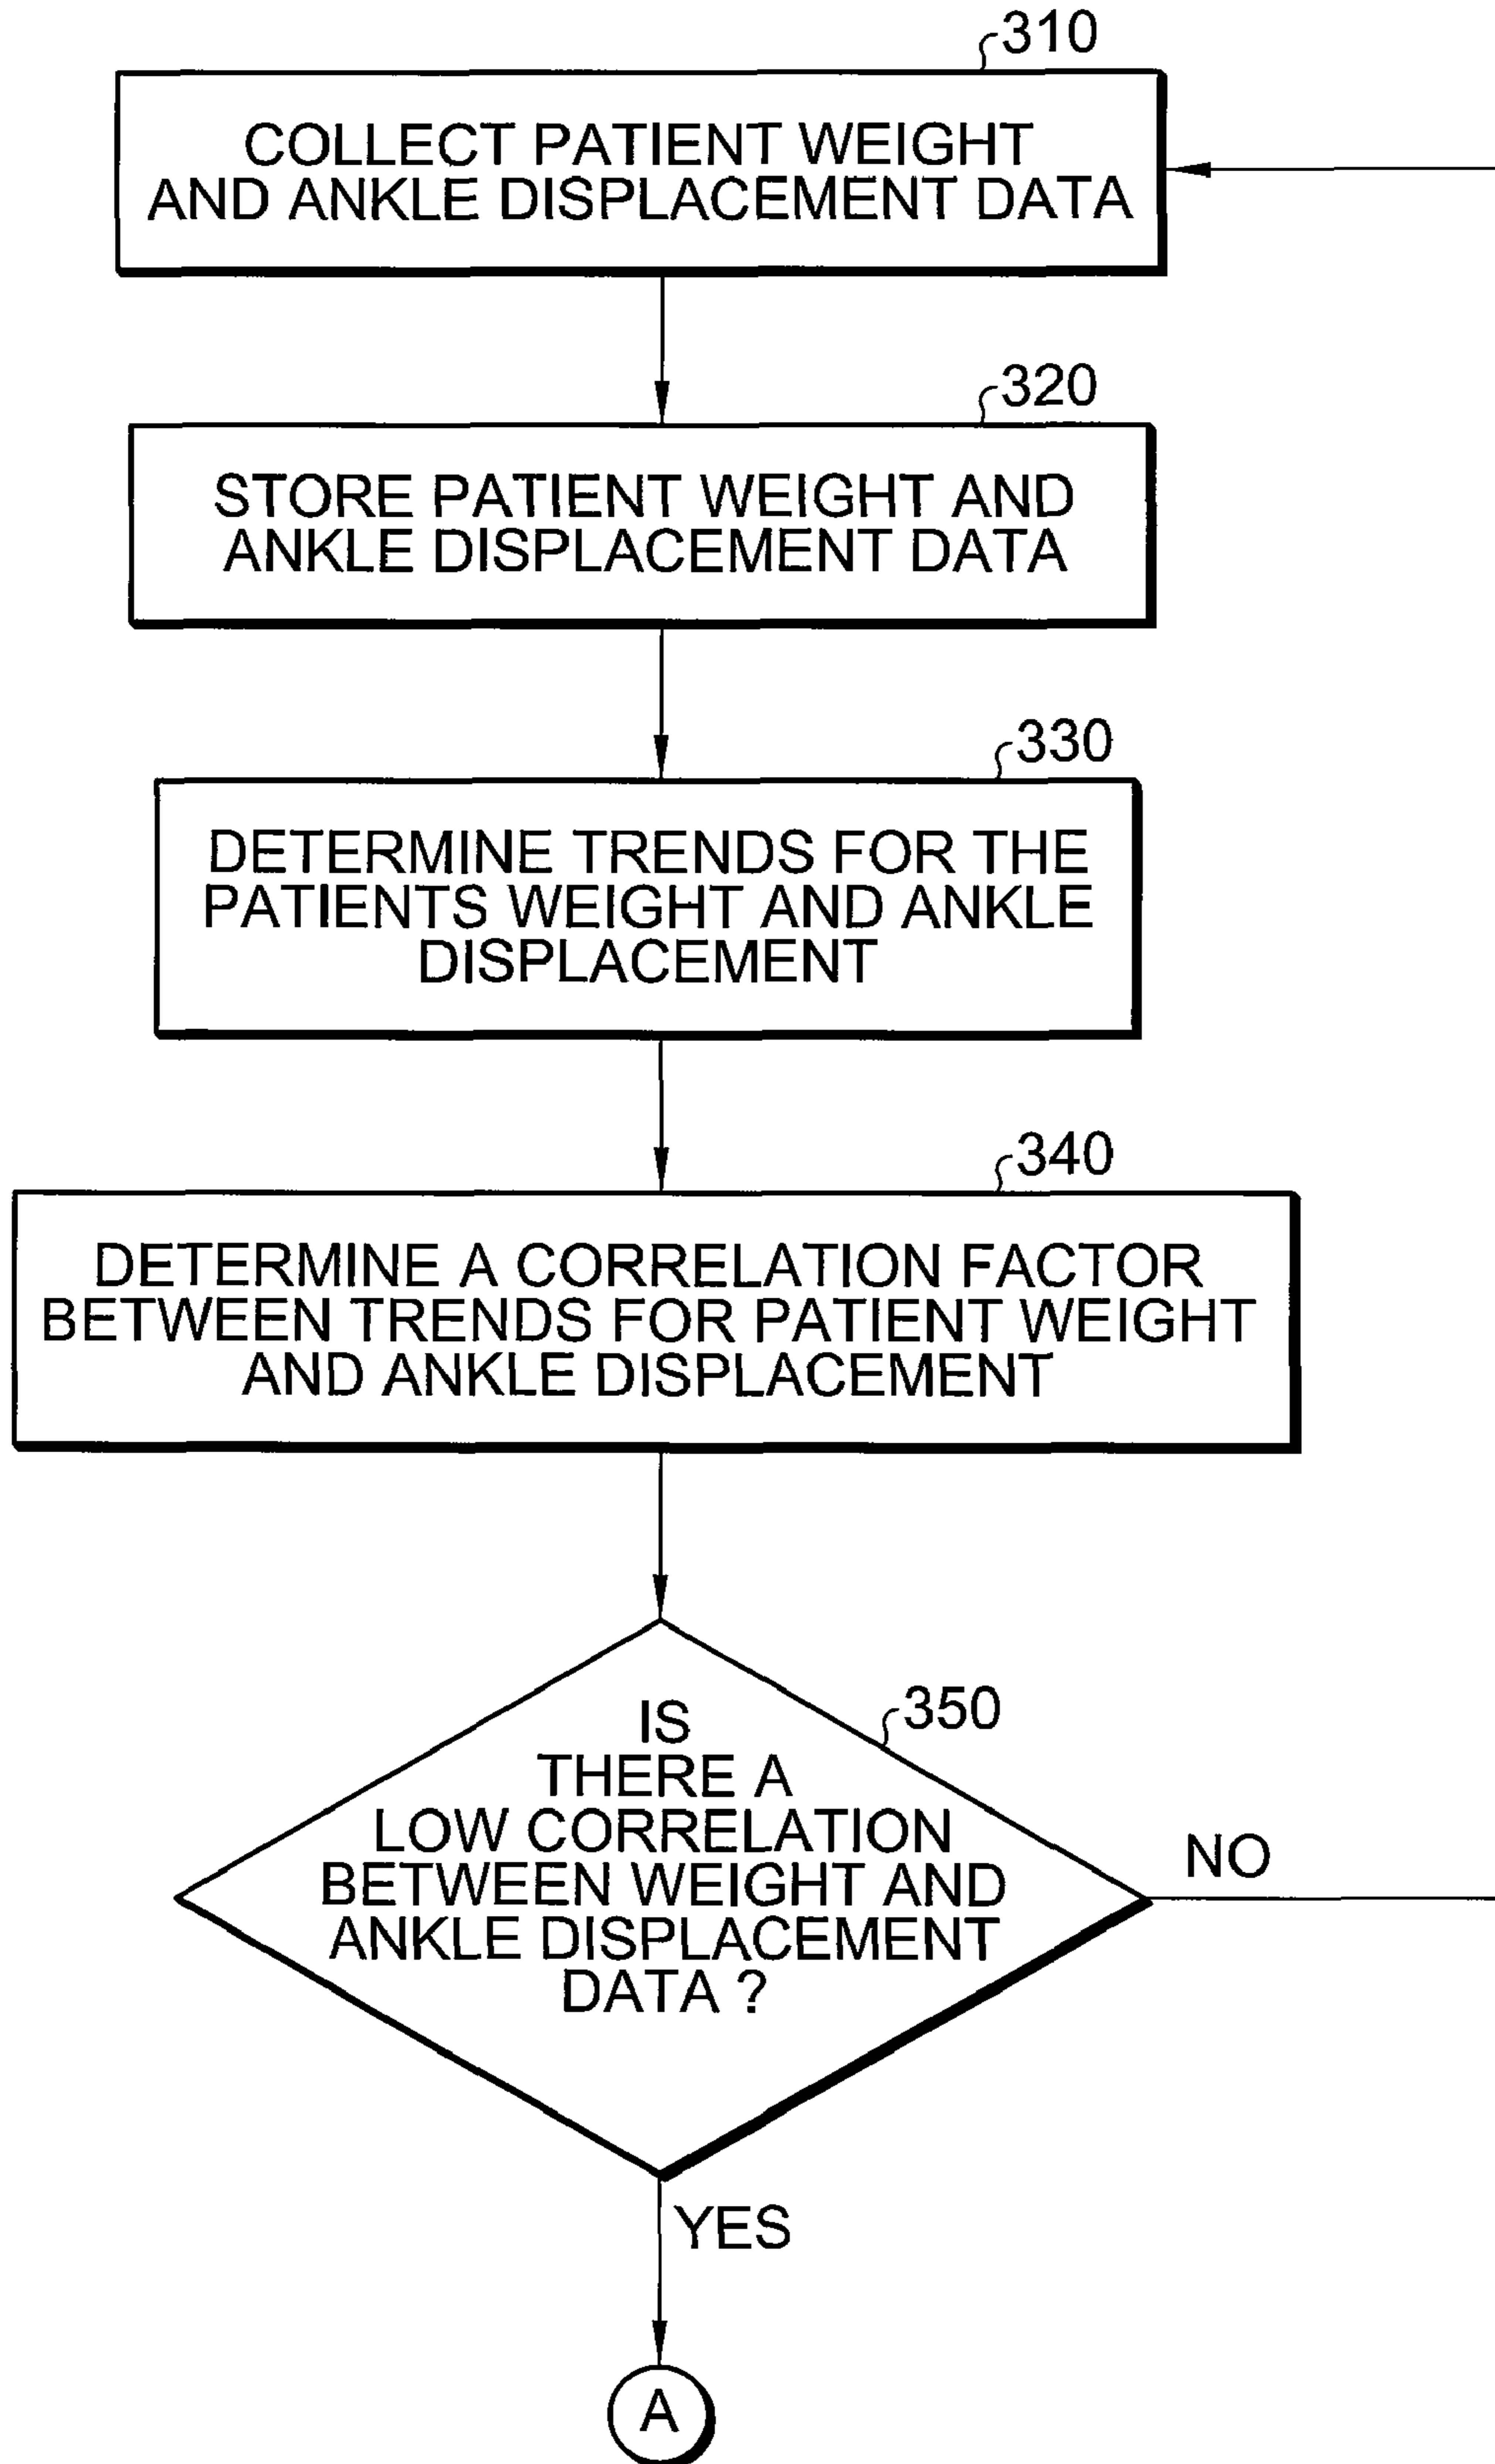 310
COLLECT PATIENT WEIGHT
AND ANKLE DISPLACEMENT DATA
320
STORE PATIENT WEIGHT AND
ANKLE DISPLACEMENT DATA
330
DETERMINE TRENDS FOR THE
PATIENTS WEIGHT AND ANKLE
DISPLACEMENT
340
DETERMINE A CORRELATION FACTOR
BETWEEN TRENDS FOR PATIENT WEIGHT
AND ANKLE DISPLACEMENT
350
IS
THERE A
LOW CORRELATION
BETWEEN WEIGHT AND
ANKLE DISPLACEMENT
DATA ?
NO
YES
A